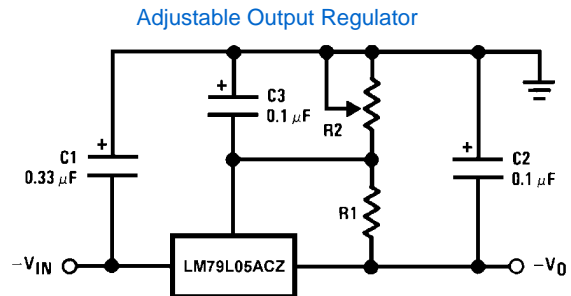 Adjustable Output Regulator
+
C1
0.33 μF
+
C3
0.1 μF
R2
R1
+
C2
0.1 μF
−VIN
LM79L05ACZ
−VO